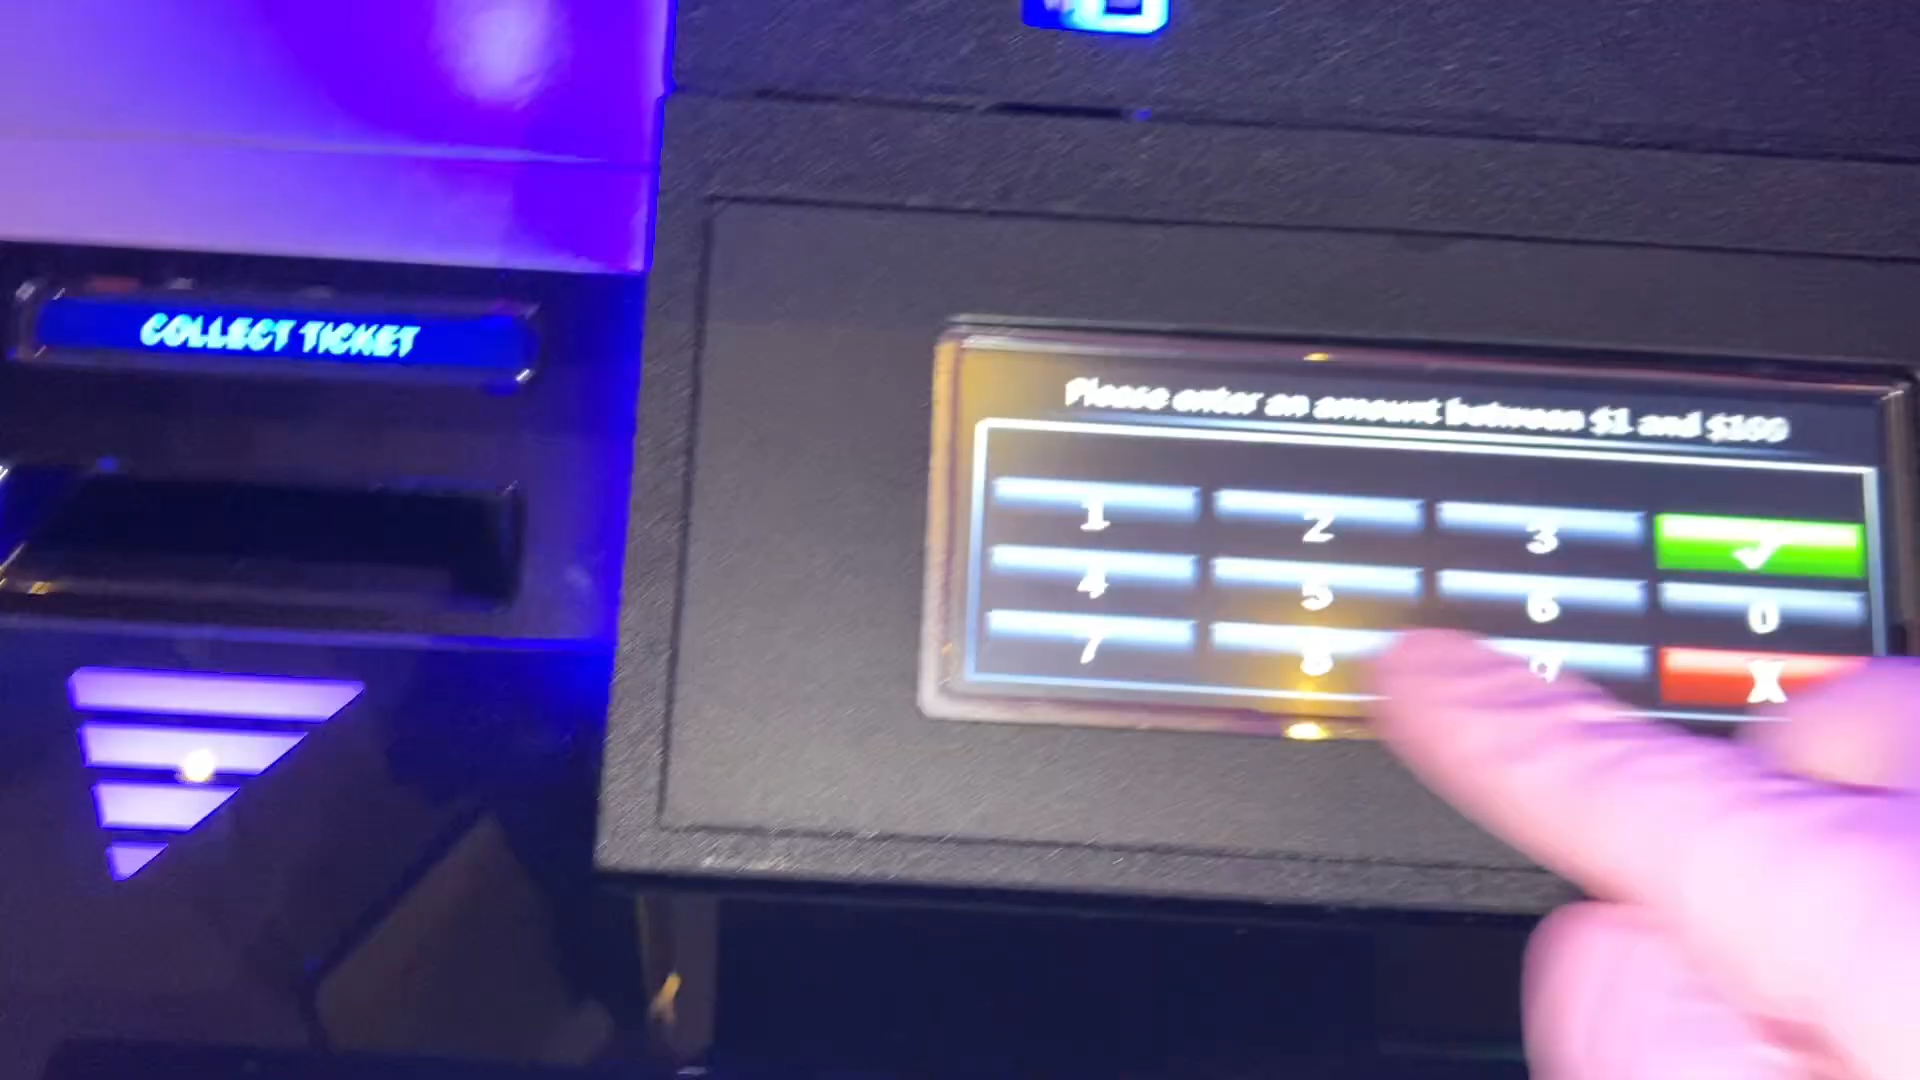 COLLECT TICKET
Please enter an amount between $1 and $100
1 2 3 ✓
4 5 6 0
7 8 9 X